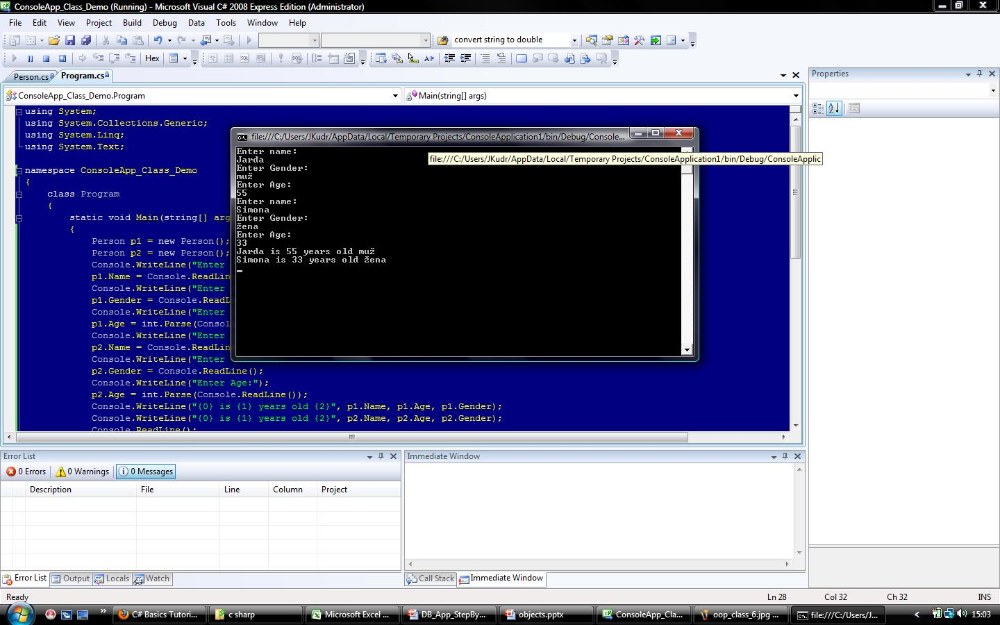 ConsoleApp_Class_Demo (Running) - Microsoft Visual C# 2008 Express Edition (Administrator)
File Edit View Project Build Debug Data Tools Window Help
convert string to double
Hex
Person.cs Program.cs
Properties
ConsoleApp_Class_Demo.Program
Main(string[] args)
using System;
using System.Collections.Generic;
using System.Linq;
using System.Text;
namespace ConsoleApp_Class_Demo
{
class Program
{
static void Main(string[] arg
{
Person p1 = new Person();
Person p2 = new Person();
Console.WriteLine("Enter
p1.Name = Console.ReadLin
Console.WriteLine("Enter
p1.Gender = Console.ReadL
Console.WriteLine("Enter
p1.Age = int.Parse(Consol
Console.WriteLine("Enter
p2.Name = Console.ReadLin
Console.WriteLine("Enter
p2.Gender = Console.ReadLine();
Console.WriteLine("Enter Age:");
p2.Age = int.Parse(Console.ReadLine());
Console.WriteLine("{0} is {1} years old {2}", p1.Name, p1.Age, p1.Gender);
Console.WriteLine("{0} is {1} years old {2}", p2.Name, p2.Age, p2.Gender);
Console.ReadLine();
file:///C:/Users/JKudr/AppData/Local/Temporary Projects/ConsoleApplication1/bin/Debug/Console...
file:///C:/Users/JKudr/AppData/Local/Temporary Projects/ConsoleApplication1/bin/Debug/ConsoleApplic
Enter name:
Jarda
Enter Gender:
muž
Enter Age:
55
Enter name:
Simona
Enter Gender:
žena
Enter Age:
33
Jarda is 55 years old muž
Simona is 33 years old žena
Error List
0 Errors 0 Warnings 0 Messages
Description File Line Column Project
Error List Output Locals Watch
Immediate Window
Call Stack Immediate Window
Ready Ln 28 Col 32 Ch 32 INS
C# Basics Tutori... c sharp Microsoft Excel ... DB_App_StepBy... objects.pptx ConsoleApp_Cla... oop_class_6.jpg ... file:///C:/Users/J... 15:03